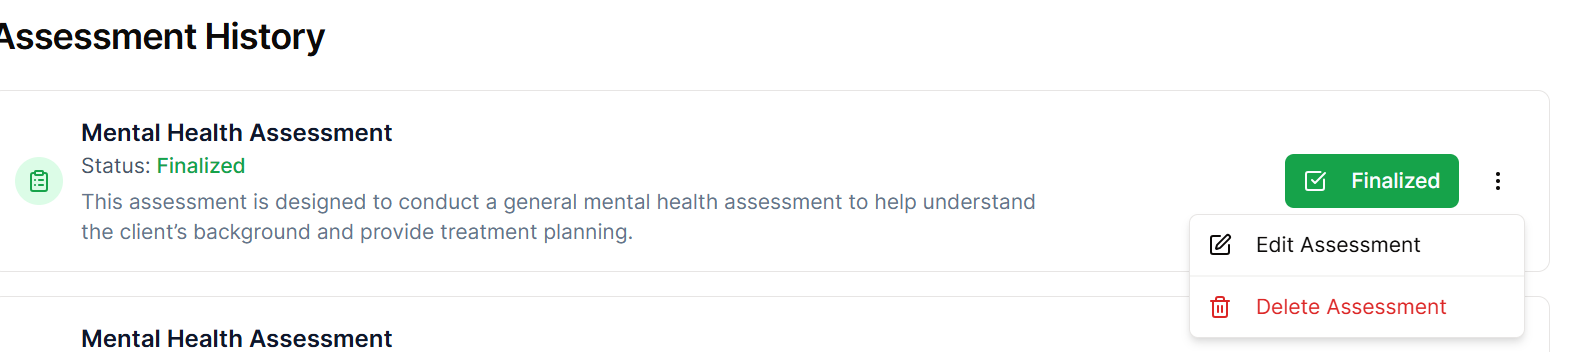 Assessment History
Mental Health Assessment
Status: Finalized
This assessment is designed to conduct a general mental health assessment to help understand
the client’s background and provide treatment planning.
Finalized
Edit Assessment
Delete Assessment
Mental Health Assessment